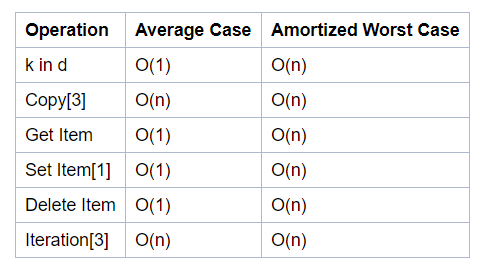 Operation Average Case Amortized Worst Case
k in d O(1) O(n)
Copy[3] O(n) O(n)
Get Item O(1) O(n)
Set Item[1] O(1) O(n)
Delete Item O(1) O(n)
Iteration[3] O(n) O(n)